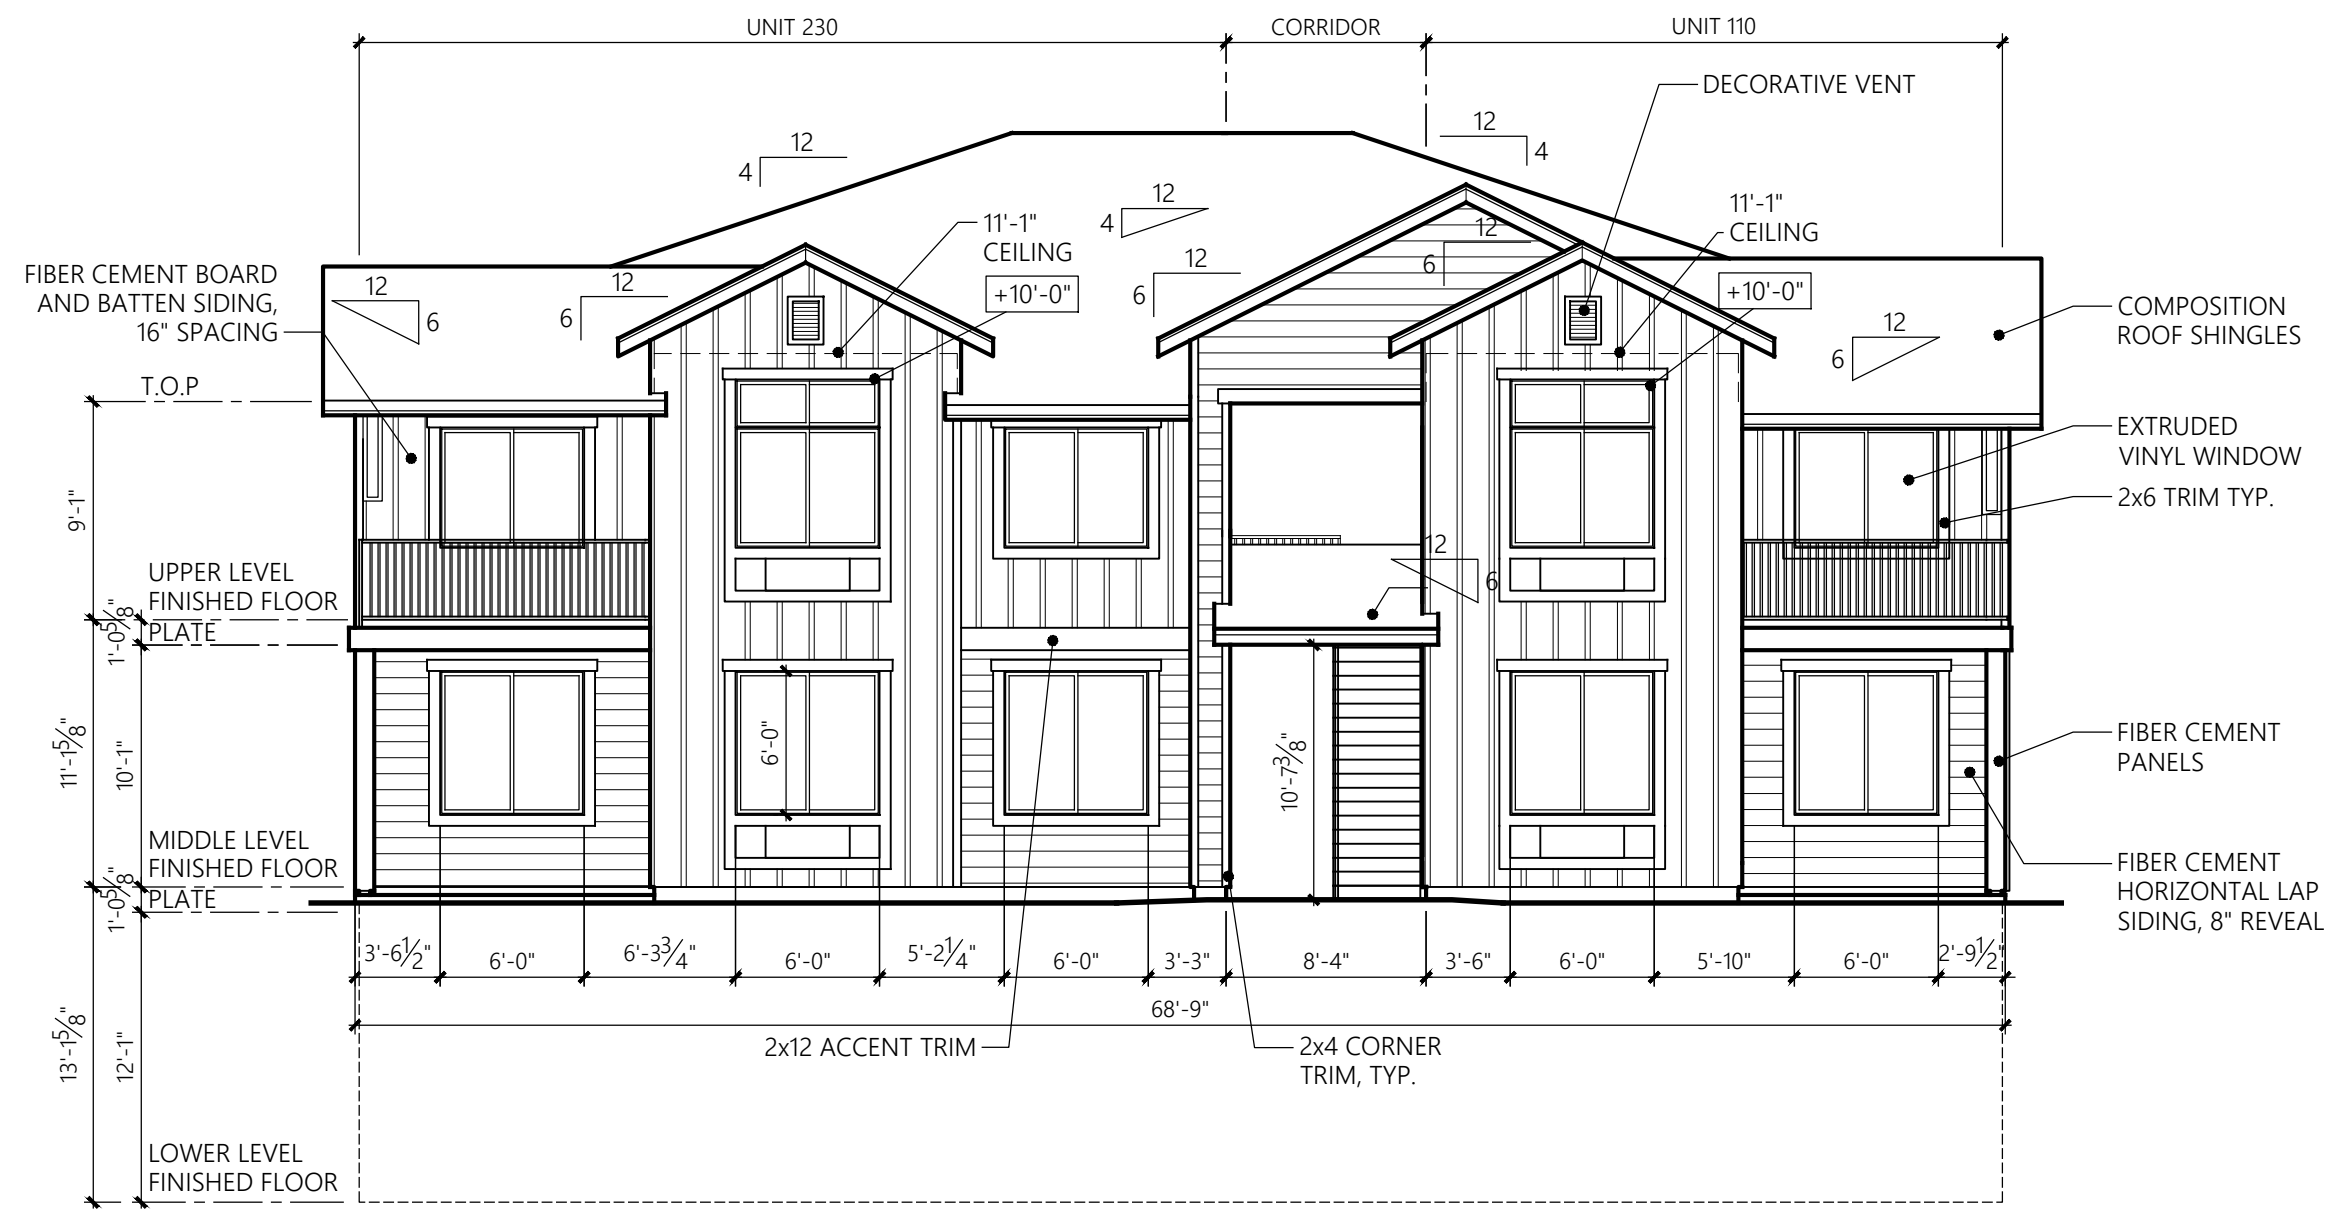 UNIT 230
CORRIDOR
UNIT 110
DECORATIVE VENT
12
4
12
4
12
4
11'-1"
CEILING
+10'-0"
11'-1"
CEILING
+10'-0"
12
6
12
6
12
6
12
6
12
6
12
6
FIBER CEMENT BOARD
AND BATTEN SIDING,
16" SPACING
COMPOSITION
ROOF SHINGLES
T.O.P
EXTRUDED
VINYL WINDOW
2x6 TRIM TYP.
9'-1"
UPPER LEVEL
FINISHED FLOOR
1'-05⁄8"
PLATE
11'-15⁄8"
10'-1"
6'-0"
10'-73⁄8"
FIBER CEMENT
PANELS
MIDDLE LEVEL
FINISHED FLOOR
1'-05⁄8"
PLATE
FIBER CEMENT
HORIZONTAL LAP
SIDING, 8" REVEAL
3'-61⁄2"
6'-0"
6'-33⁄4"
6'-0"
5'-21⁄4"
6'-0"
3'-3"
8'-4"
3'-6"
6'-0"
5'-10"
6'-0"
2'-91⁄2"
68'-9"
2x12 ACCENT TRIM
2x4 CORNER
TRIM, TYP.
13'-15⁄8"
12'-1"
LOWER LEVEL
FINISHED FLOOR